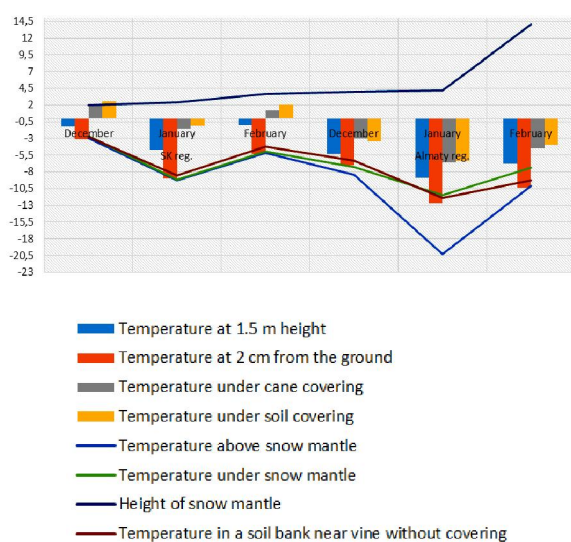 14,5
12
9,5
7
4,5
2
-0,5
-3
-5,5
-8
-10,5
-13
-15,5
-18
-20,5
-23
December January February December January February
SK reg. Almaty reg.
Temperature at 1.5 m height
Temperature at 2 cm from the ground
Temperature under cane covering
Temperature under soil covering
Temperature above snow mantle
Temperature under snow mantle
Height of snow mantle
Temperature in a soil bank near vine without covering